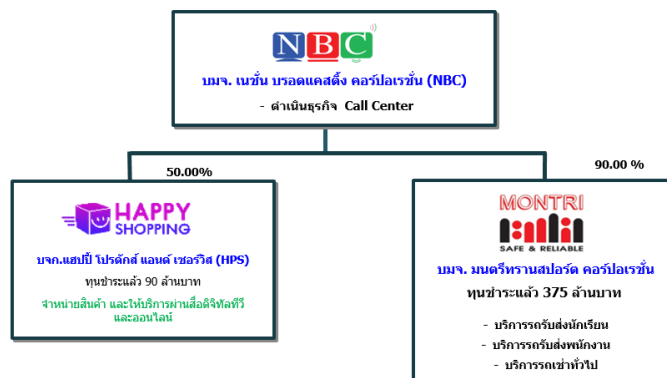 NBC
บมจ. เนชั่น บรอดแคสติ้ง คอร์ปอเรชั่น (NBC)
- ดำเนินธุรกิจ Call Center
50.00%
90.00 %
HAPPY
SHOPPING
บจก.แฮปปี้ โปรดักส์ แอนด์ เซอร์วิส (HPS)
ทุนชำระแล้ว 90 ล้านบาท
จำหน่ายสินค้า และให้บริการผ่านสื่อดิจิทัลทีวี
และออนไลน์
MONTRI
SAFE & RELIABLE
บมจ. มนตรีทรานสปอร์ต คอร์ปอเรชั่น
ทุนชำระแล้ว 375 ล้านบาท
- บริการรถรับส่งนักเรียน
- บริการรถรับส่งพนักงาน
- บริการรถเช่าทั่วไป